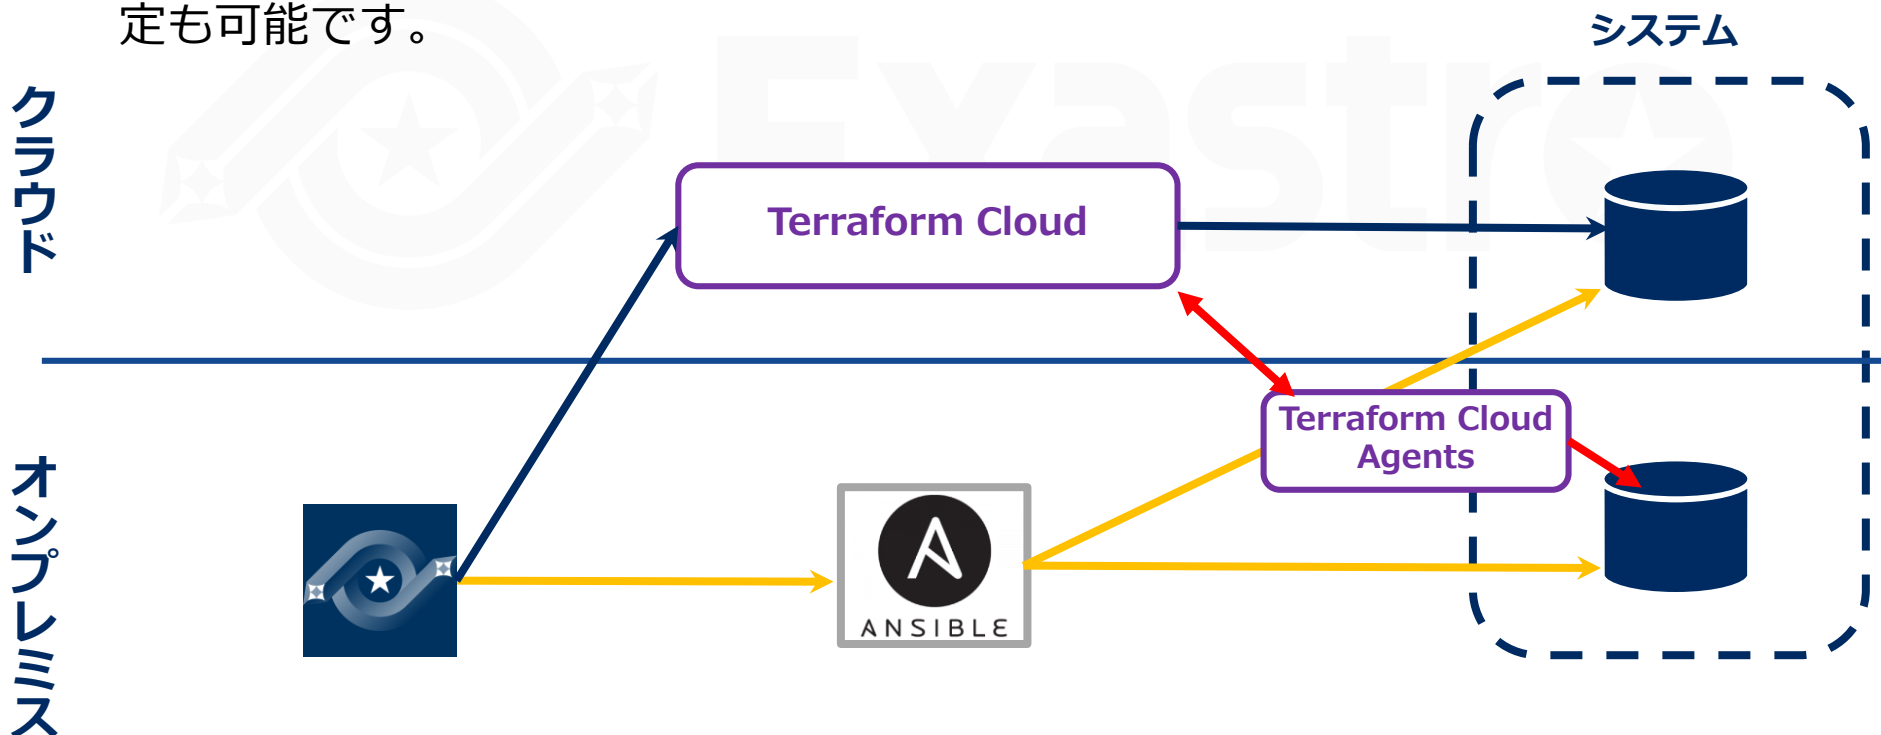 定も可能です。
システム
Exastro
クラウド
Terraform Cloud
Terraform Cloud
Agents
オンプレミス
ANSIBLE